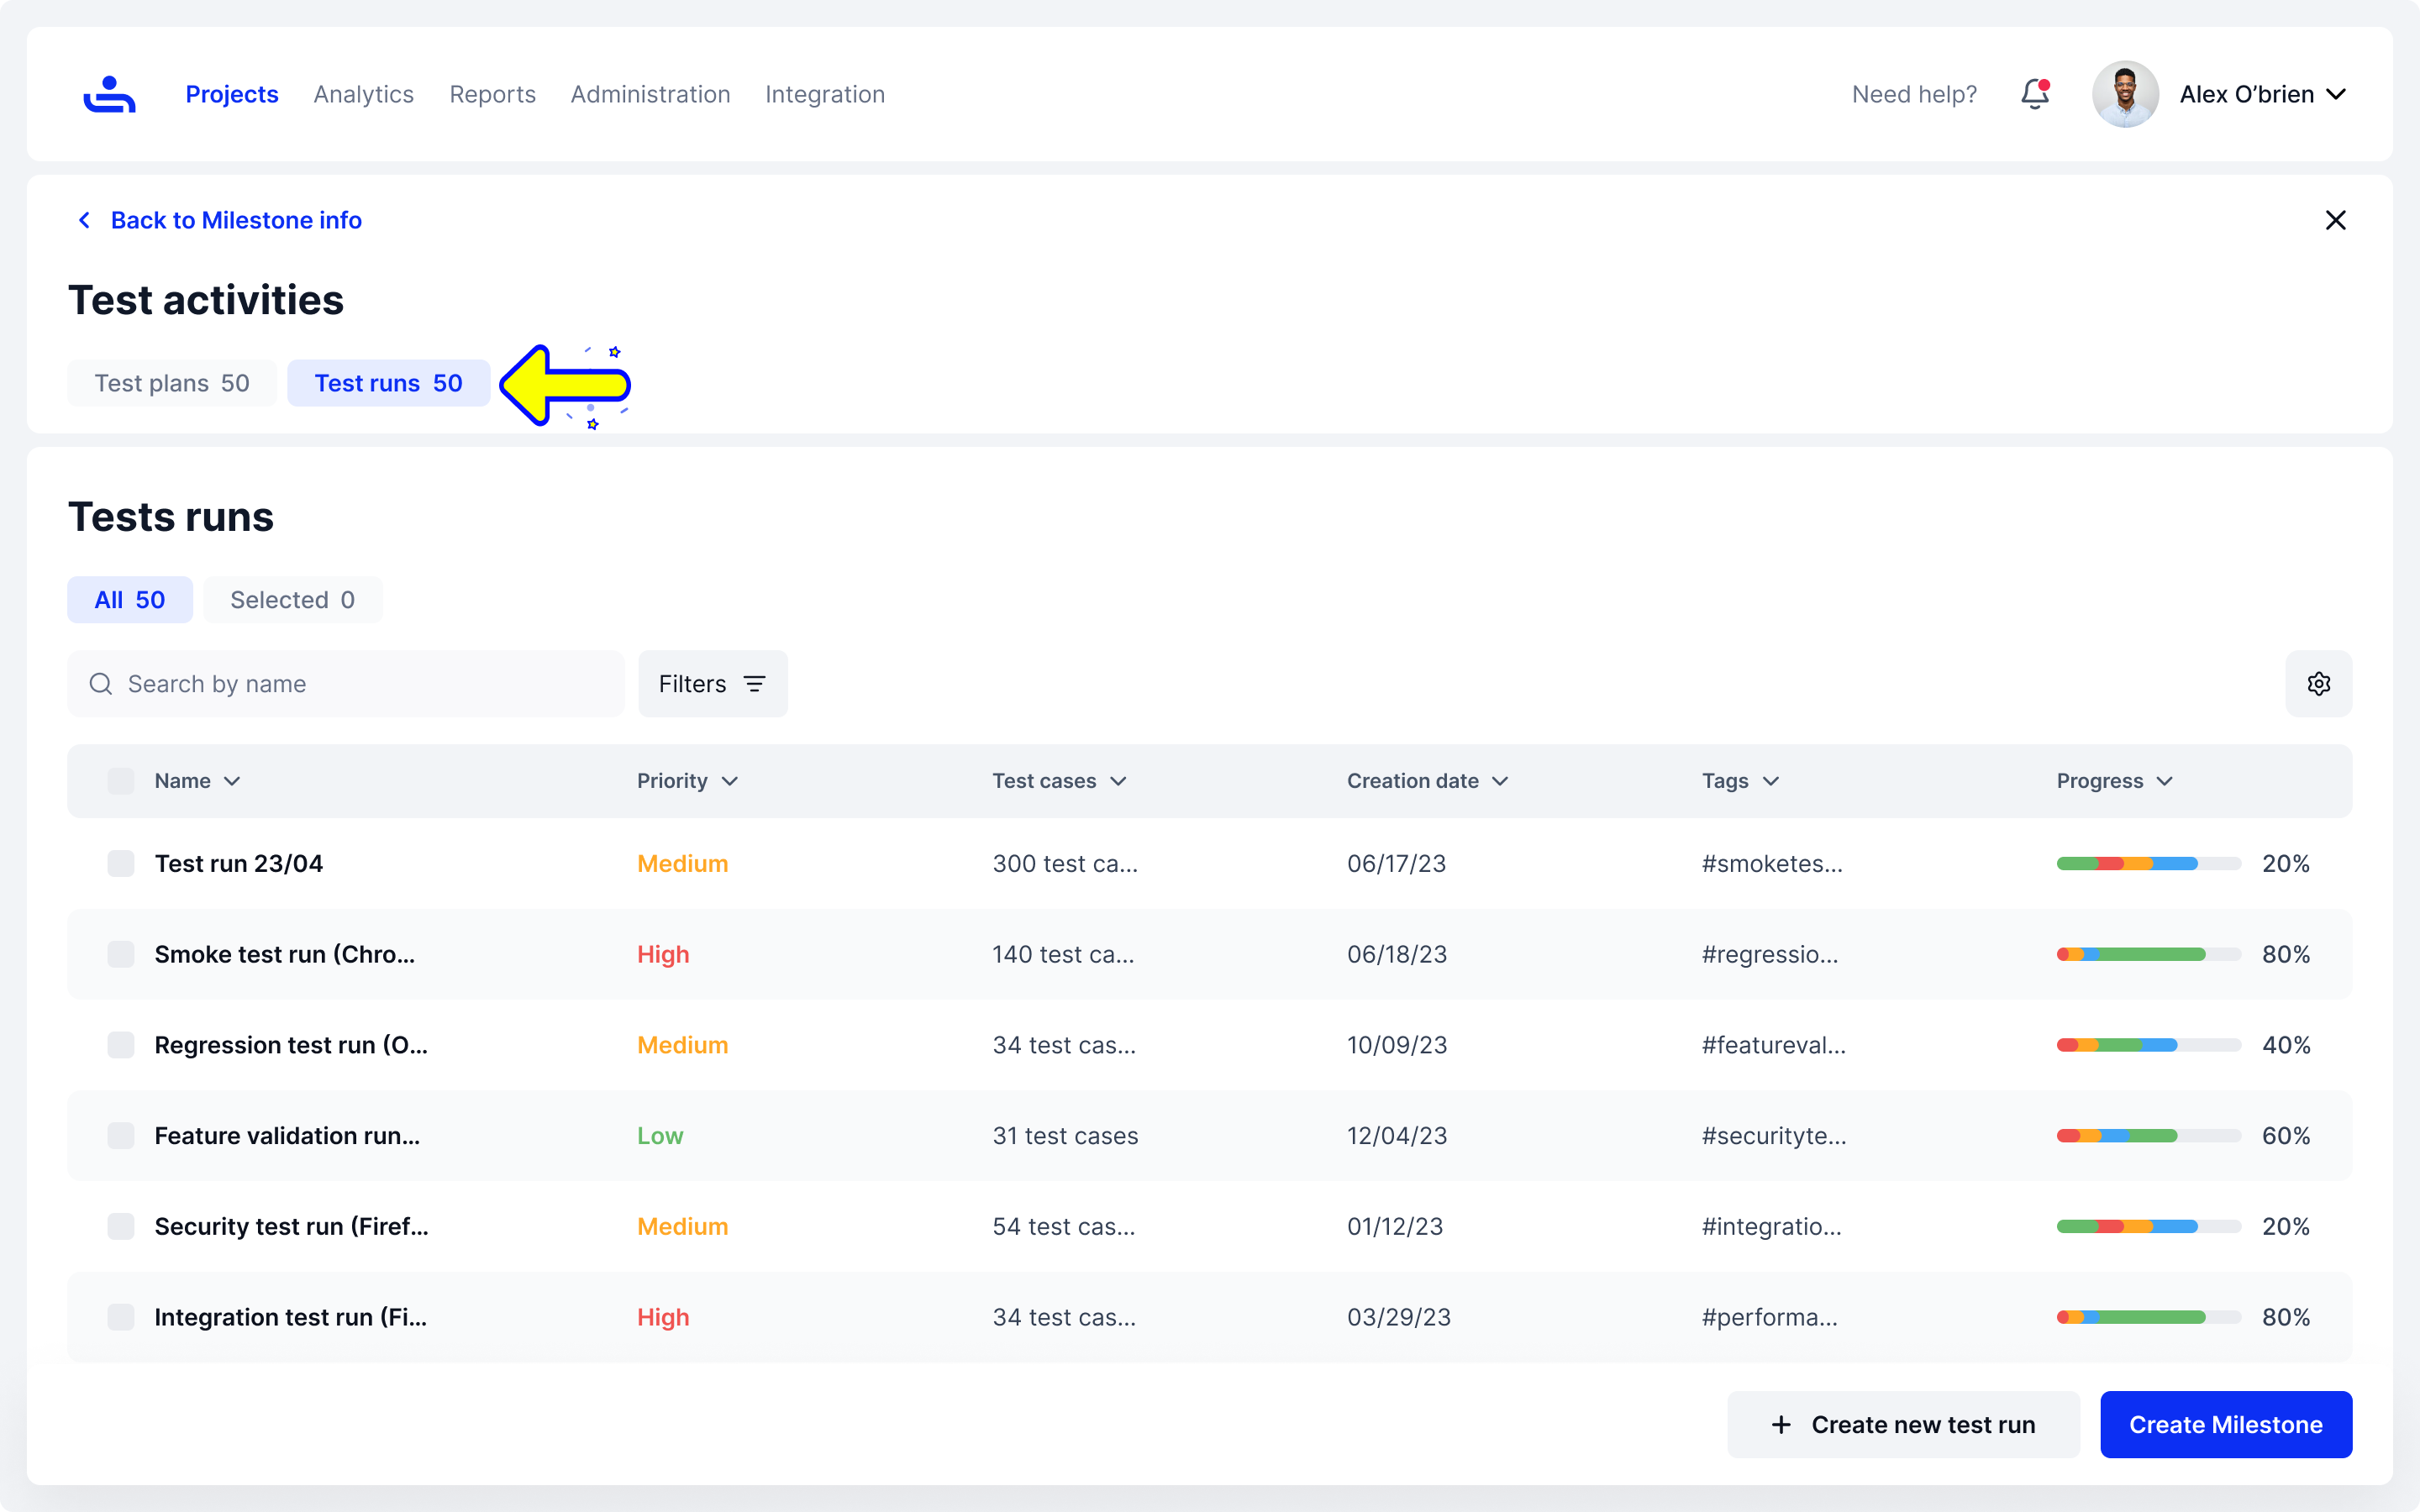 Projects Analytics Reports Administration Integration Need help? Alex O’brien
Back to Milestone info
Test activities
Test plans 50 Test runs 50
Tests runs
All 50 Selected 0
Search by name Filters
Name Priority Test cases Creation date Tags Progress
Test run 23/04 Medium 300 test ca... 06/17/23 #smoketes... 20%
Smoke test run (Chro... High 140 test ca... 06/18/23 #regressio... 80%
Regression test run (O... Medium 34 test cas... 10/09/23 #featureval... 40%
Feature validation run... Low 31 test cases 12/04/23 #securityte... 60%
Security test run (Firef... Medium 54 test cas... 01/12/23 #integratio... 20%
Integration test run (Fi... High 34 test cas... 03/29/23 #performa... 80%
Create new test run Create Milestone